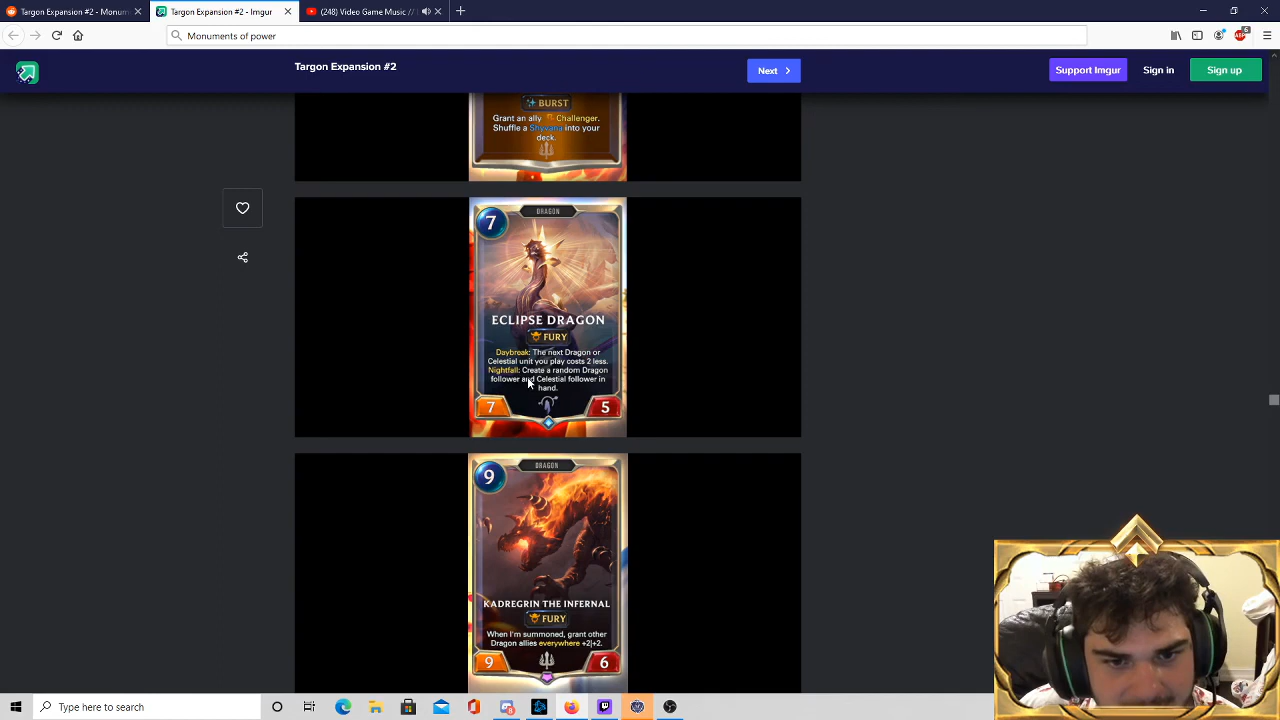 Targon Expansion #2 - Monum
Targon Expansion #2 - Imgur
(248) Video Game Music //
Monuments of power
6
Targon Expansion #2
Next
Support Imgur
Sign in
Sign up
BURST
Grant an ally Challenger.
Shuffle a Shyvana into your
deck.
7
DRAGON
ECLIPSE DRAGON
FURY
Daybreak: The next Dragon or
Celestial unit you play costs 2 less.
Nightfall: Create a random Dragon
follower and Celestial follower in
hand.
7
5
9
DRAGON
KADREGRIN THE INFERNAL
FURY
When I'm summoned, grant other
Dragon allies everywhere +2|+2.
9
6
Type here to search